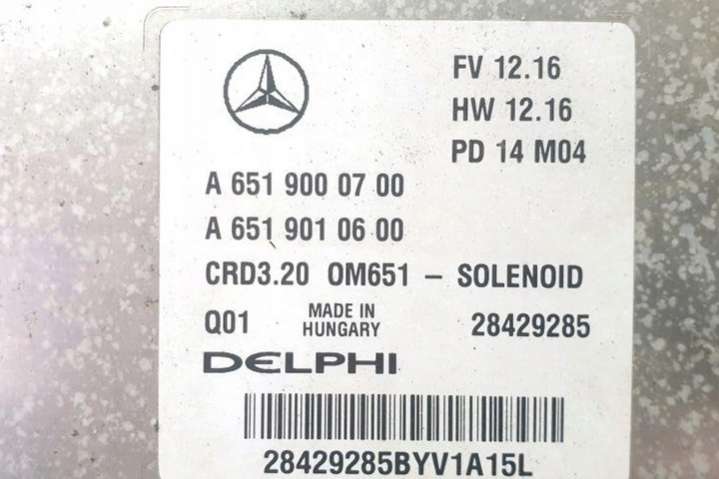 FV 12.16
HW 12.16
PD 14 M04
A 651 900 07 00
A 651 901 06 00
CRD3.20 OM651 – SOLENOID
Q01 MADE IN HUNGARY 28429285
DELPHI
28429285BYV1A15L